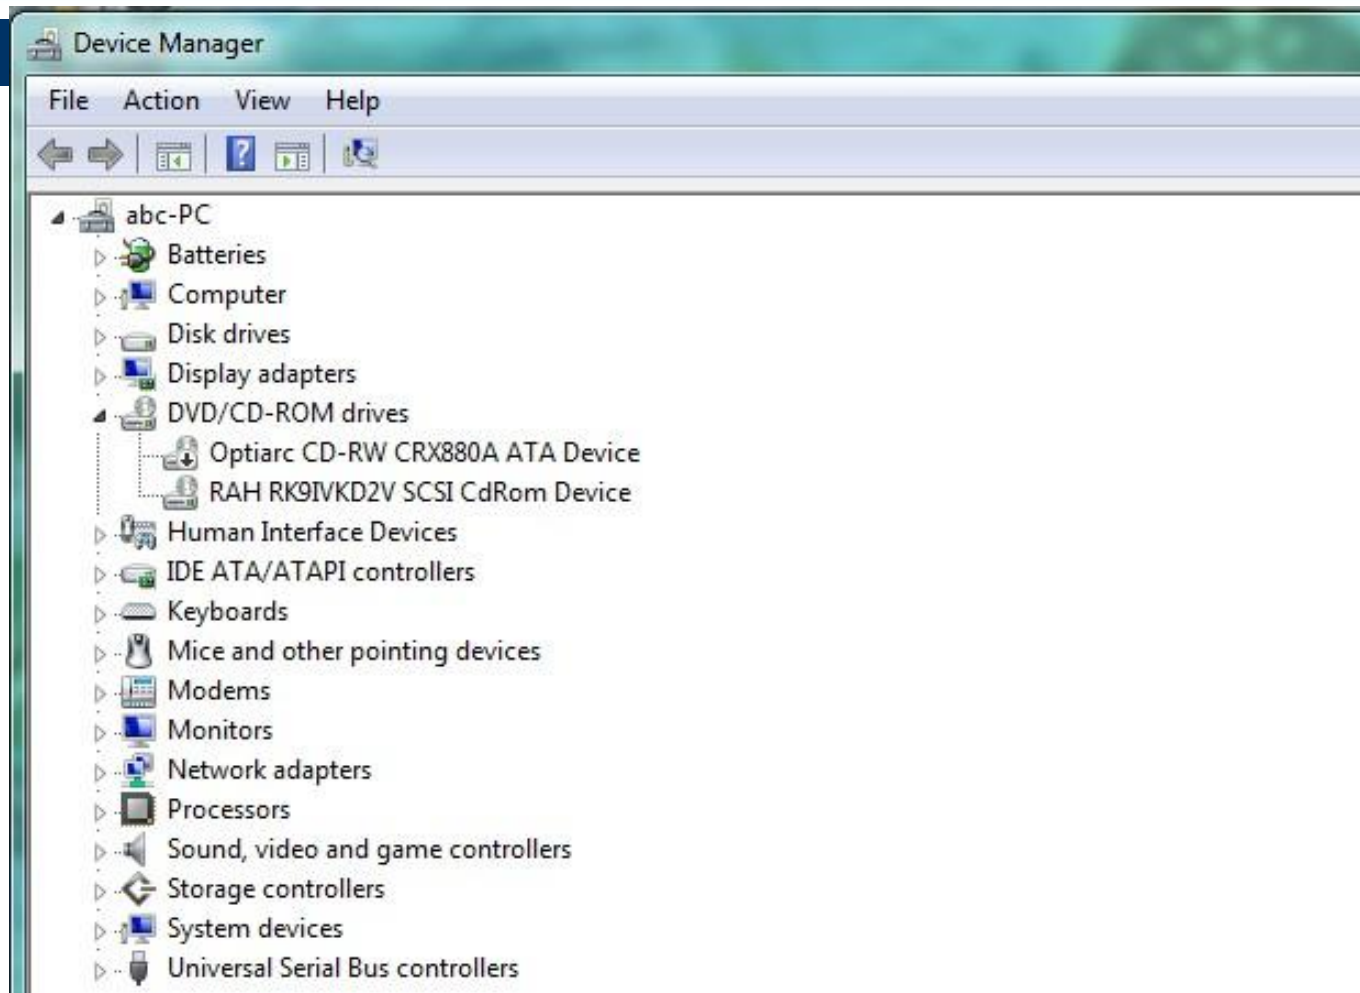 Device Manager
File Action View Help
?
abc-PC
Batteries
Computer
Disk drives
Display adapters
DVD/CD-ROM drives
Optiarc CD-RW CRX880A ATA Device
RAH RK9IVKD2V SCSI CdRom Device
Human Interface Devices
IDE ATA/ATAPI controllers
Keyboards
Mice and other pointing devices
Modems
Monitors
Network adapters
Processors
Sound, video and game controllers
Storage controllers
System devices
Universal Serial Bus controllers